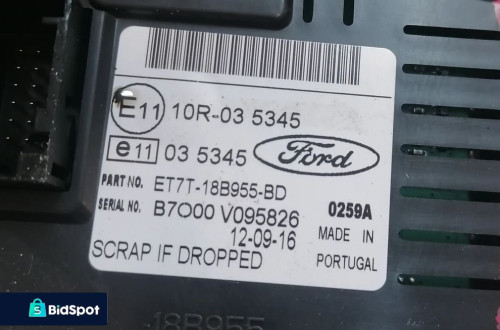 E11 10R-03 5345
e11 03 5345 Ford
PART NO. ET7T-18B955-BD
SERIAL NO. B7O00 V095826 0259A
12-09-16 MADE IN
SCRAP IF DROPPED PORTUGAL
18B955
S BidSpot